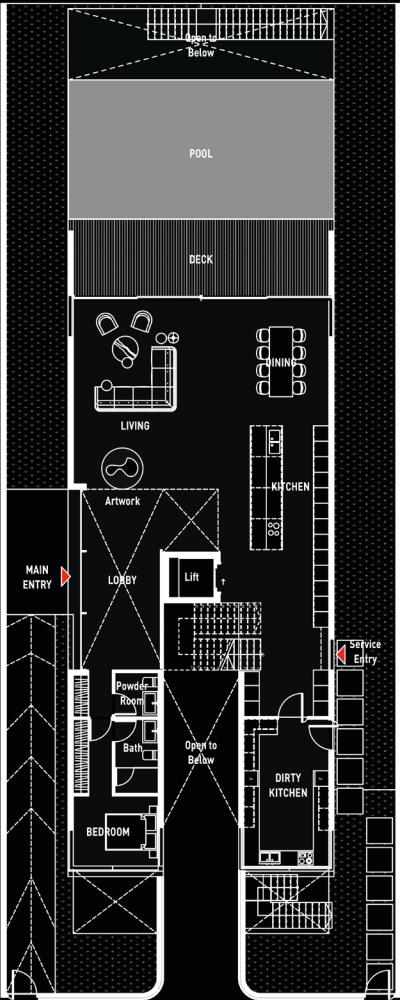 Open to
Below
POOL
DECK
DINING
LIVING
KITCHEN
Artwork
MAIN
ENTRY
LOBBY
Lift
Service
Entry
Powder
Room
Bath
Open to
Below
DIRTY
KITCHEN
BEDROOM